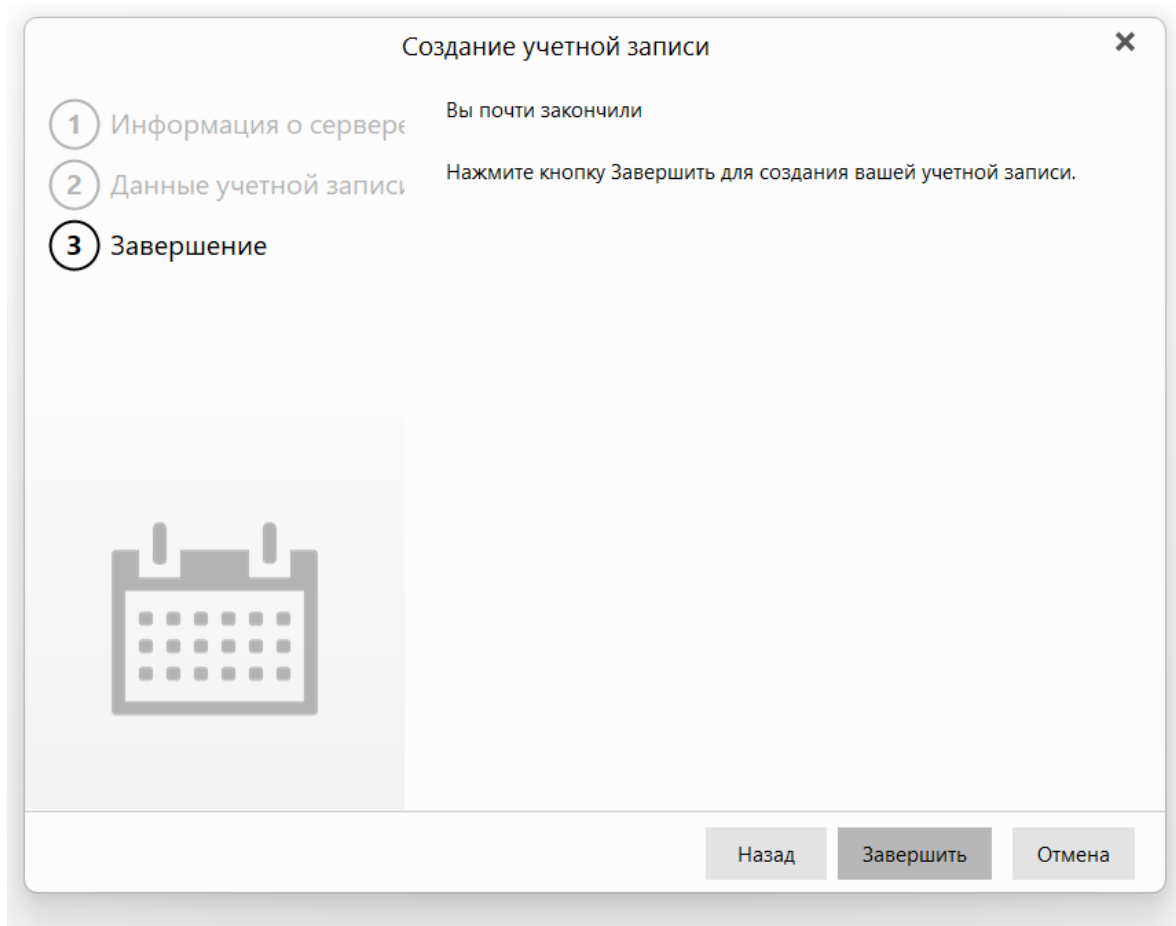 Создание учетной записи
1 Информация о сервере
2 Данные учетной записи
3 Завершение
Вы почти закончили
Нажмите кнопку Завершить для создания вашей учетной записи.
Назад Завершить Отмена